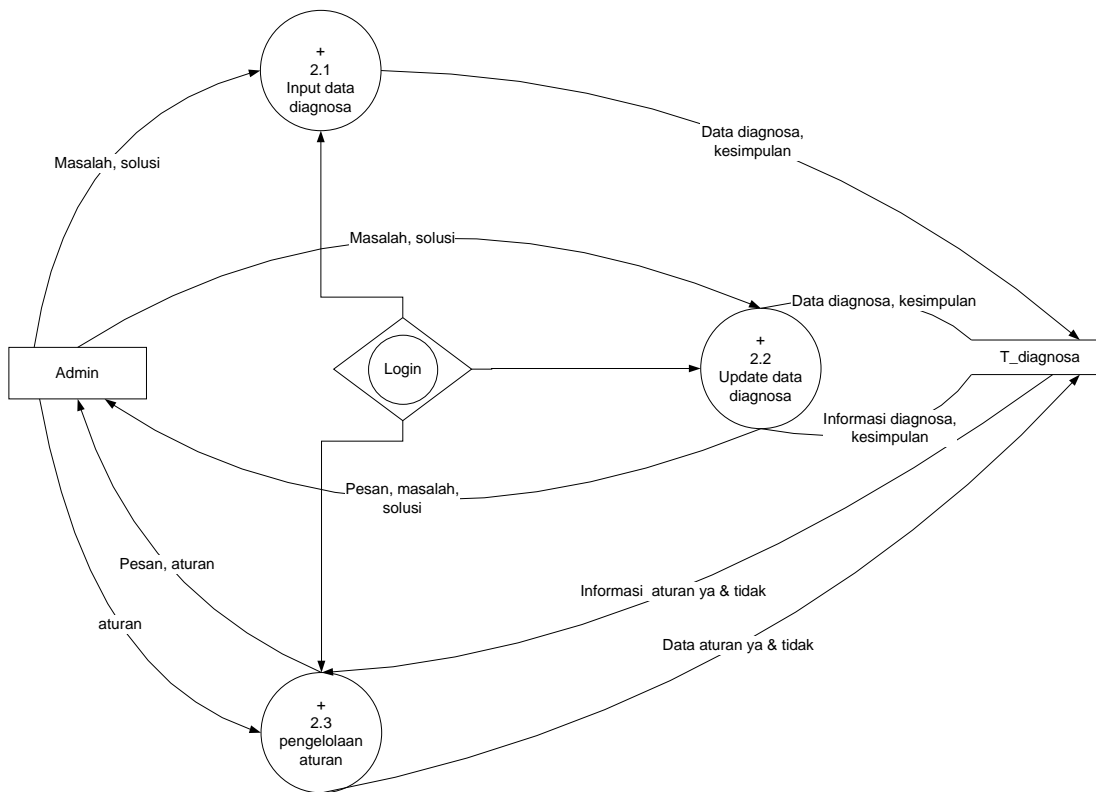 +
2.1
Input data
diagnosa
Data diagnosa,
kesimpulan
Masalah, solusi
Masalah, solusi
Data diagnosa, kesimpulan
+
2.2
Update data
diagnosa
T_diagnosa
Admin
Login
Informasi diagnosa,
kesimpulan
Pesan, masalah,
solusi
Pesan, aturan
Informasi aturan ya & tidak
aturan
Data aturan ya & tidak
+
2.3
pengelolaan
aturan